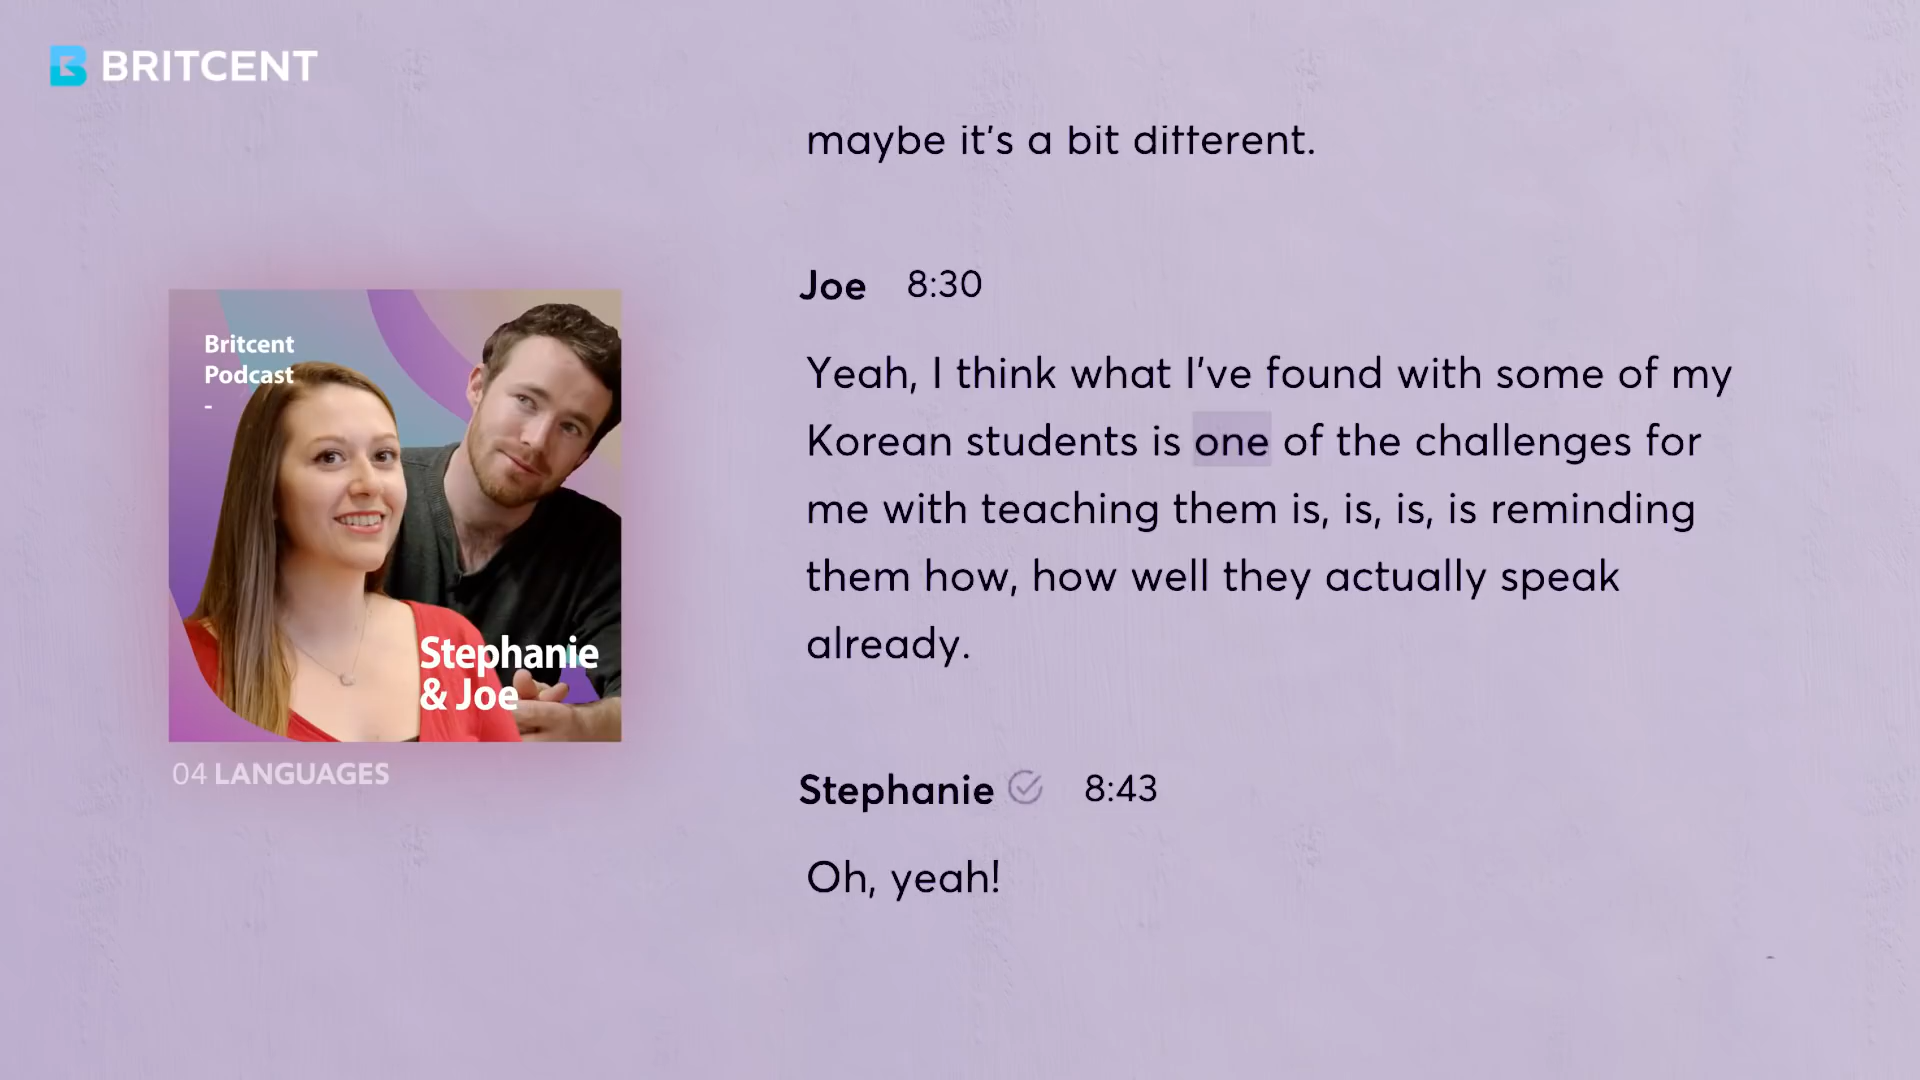 BRITCENT
maybe it's a bit different.
Britcent
Podcast
-
Stephanie
& Joe
04 LANGUAGES
Joe 8:30
Yeah, I think what I've found with some of my
Korean students is one of the challenges for
me with teaching them is, is, is, is reminding
them how, how well they actually speak
already.
Stephanie 8:43
Oh, yeah!